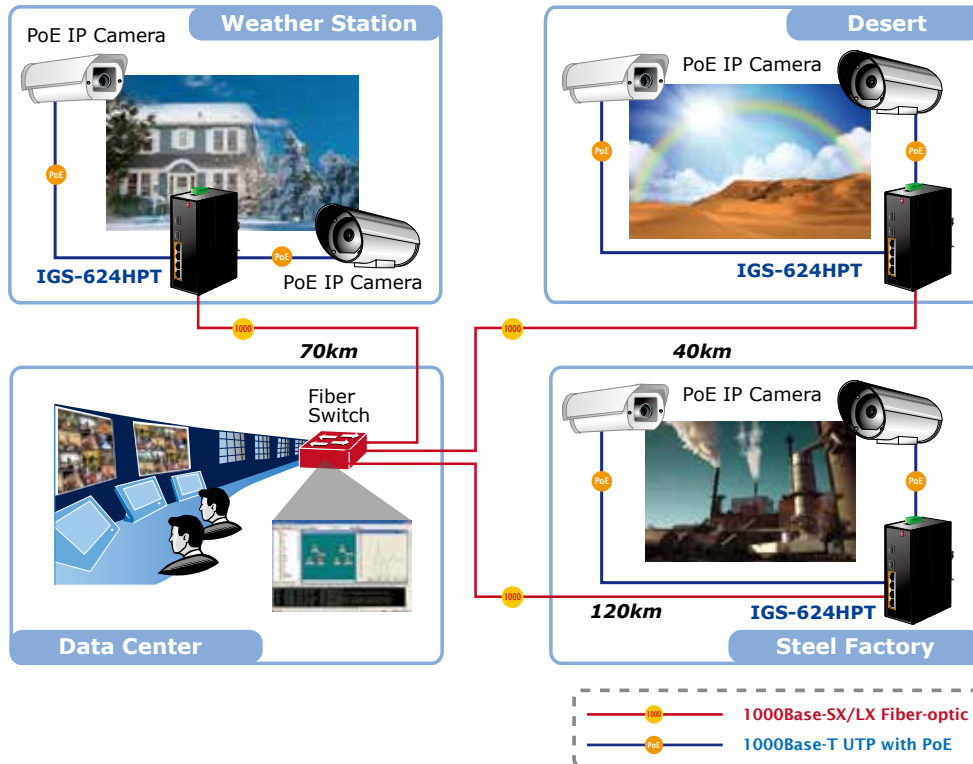 Weather Station
PoE IP Camera
PoE
IGS-624HPT
PoE
PoE IP Camera
Desert
PoE IP Camera
PoE
PoE
IGS-624HPT
1000
70km
1000
40km
Fiber
Switch
Data Center
PoE IP Camera
PoE
PoE
1000
120km
IGS-624HPT
Steel Factory
1000
1000Base-SX/LX Fiber-optic
PoE
1000Base-T UTP with PoE